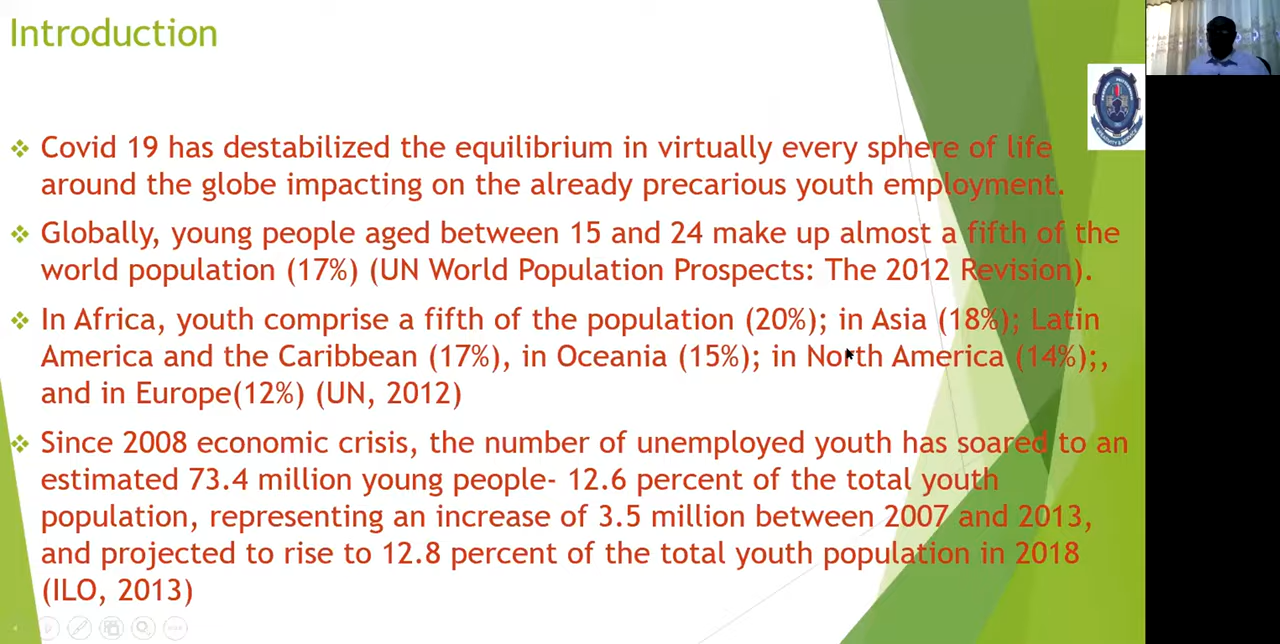 Introduction
Covid 19 has destabilized the equilibrium in virtually every sphere of life
around the globe impacting on the already precarious youth employment.
Globally, young people aged between 15 and 24 make up almost a fifth of the
world population (17%) (UN World Population Prospects: The 2012 Revision).
In Africa, youth comprise a fifth of the population (20%); in Asia (18%); Latin
America and the Caribbean (17%), in Oceania (15%); in North America (14%);,
and in Europe(12%) (UN, 2012)
Since 2008 economic crisis, the number of unemployed youth has soared to an
estimated 73.4 million young people- 12.6 percent of the total youth
population, representing an increase of 3.5 million between 2007 and 2013,
and projected to rise to 12.8 percent of the total youth population in 2018
(ILO, 2013)